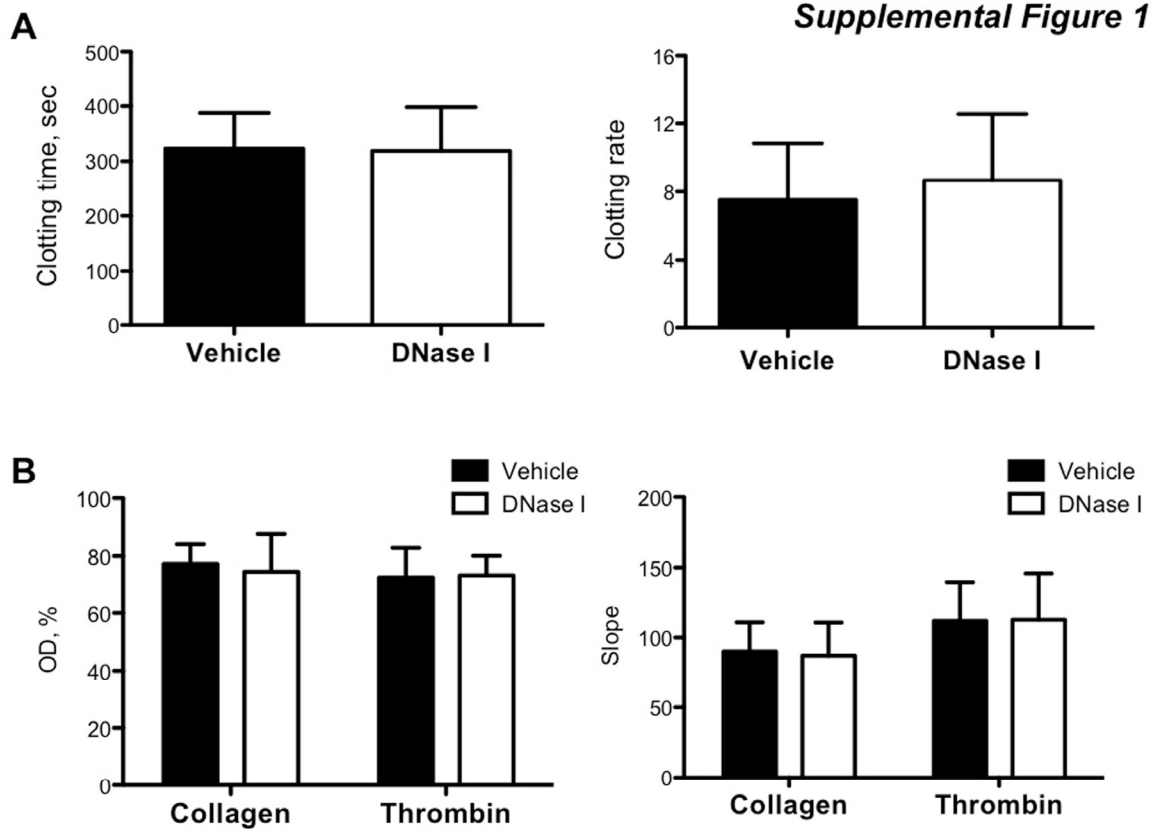 Supplemental Figure 1
A
500
400
300
200
100
0
Clotting time, sec
Vehicle
DNase I
16
12
8
4
0
Clotting rate
Vehicle
DNase I
B
Vehicle
DNase I
100
80
60
40
20
0
OD, %
Collagen
Thrombin
Vehicle
DNase I
200
150
100
50
0
Slope
Collagen
Thrombin